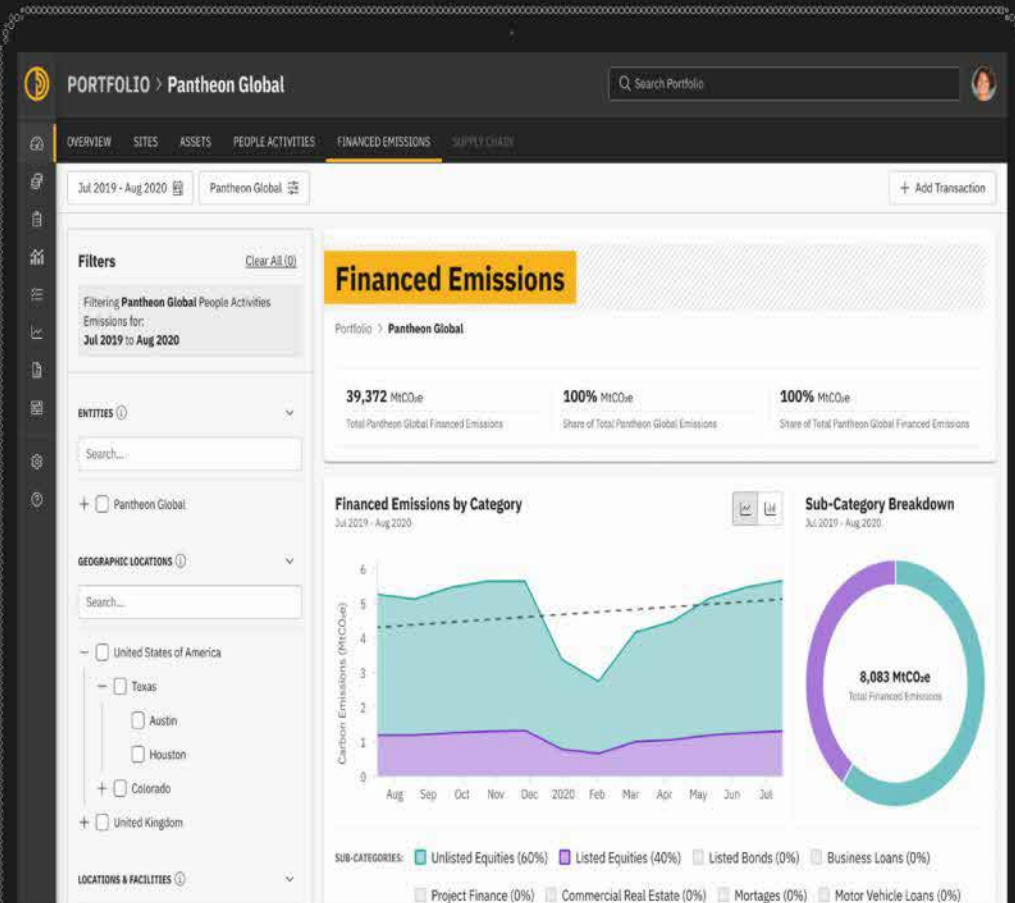 PORTFOLIO > Pantheon Global
Search Portfolio
OVERVIEW SITES ASSETS PEOPLE ACTIVITIES FINANCED EMISSIONS SUPPLY CHAIN
Jul 2019 - Aug 2020 Pantheon Global + Add Transaction
Filters Clear All (0)
Filtering Pantheon Global People Activities
Emissions for:
Jul 2019 to Aug 2020
ENTITIES
Search...
+ Pantheon Global
GEOGRAPHIC LOCATIONS
Search...
− United States of America
− Texas
Austin
Houston
+ Colorado
+ United Kingdom
LOCATIONS & FACILITIES
Financed Emissions
Portfolio > Pantheon Global
39,372 MtCO₂e 100% MtCO₂e 100% MtCO₂e
Total Pantheon Global Financed Emissions Share of Total Pantheon Global Emissions Share of Total Pantheon Global Financed Emissions
Financed Emissions by Category
Jul 2019 - Aug 2020
Carbon Emissions (MtCO₂e)
6
5
4
3
2
1
0
Aug Sep Oct Nov Dec 2020 Feb Mar Apr May Jun Jul
Sub-Category Breakdown
Jul 2019 - Aug 2020
8,083 MtCO₂e
Total Financed Emissions
SUB-CATEGORIES: Unlisted Equities (60%) Listed Equities (40%) Listed Bonds (0%) Business Loans (0%)
Project Finance (0%) Commercial Real Estate (0%) Mortages (0%) Motor Vehicle Loans (0%)